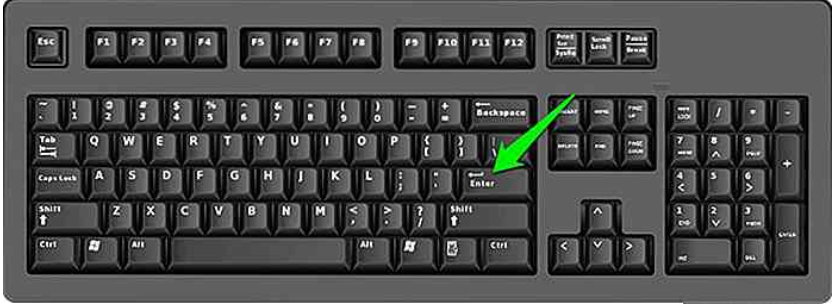 Esc F1 F2 F3 F4 F5 F6 F7 F8 F9 F10 F11 F12 Print Scr SysRq Scroll Lock Pause Break
~ ` ! 1 @ 2 # 3 $ 4 % 5 ^ 6 & 7 * 8 ( 9 ) 0 - + = Backspace HOME PAGE UP NUM LOCK / * -
Tab Q W E R T Y U I O P { [ } ] | \ DELETE END PAGE DOWN 7 HOME 8 9 PGUP +
Caps Lock A S D F G H J K L : ; " ' Enter 4 5 6
Shift Z X C V B N M < , > . ? / Shift 1 END 2 3 PGDN ENTER
Ctrl Alt Alt Ctrl INS DEL